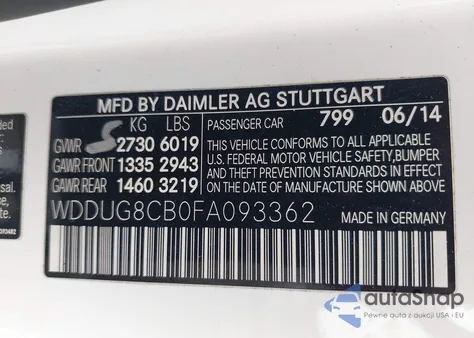 MFD BY DAIMLER AG STUTTGART
KG LBS PASSENGER CAR 799 06/14
GVWR 2730 6019 THIS VEHICLE CONFORMS TO ALL APPLICABLE
GAWR FRONT 1335 2943 U.S. FEDERAL MOTOR VEHICLE SAFETY, BUMPER
GAWR REAR 1460 3219 AND THEFT PREVENTION STANDARDS IN EFFECT
ON THE DATE OF MANUFACTURE SHOWN ABOVE.
WDDUG8CB0FA093362 MADE IN GERMANY
autoSnap
Pewne auta z aukcji USA i EU